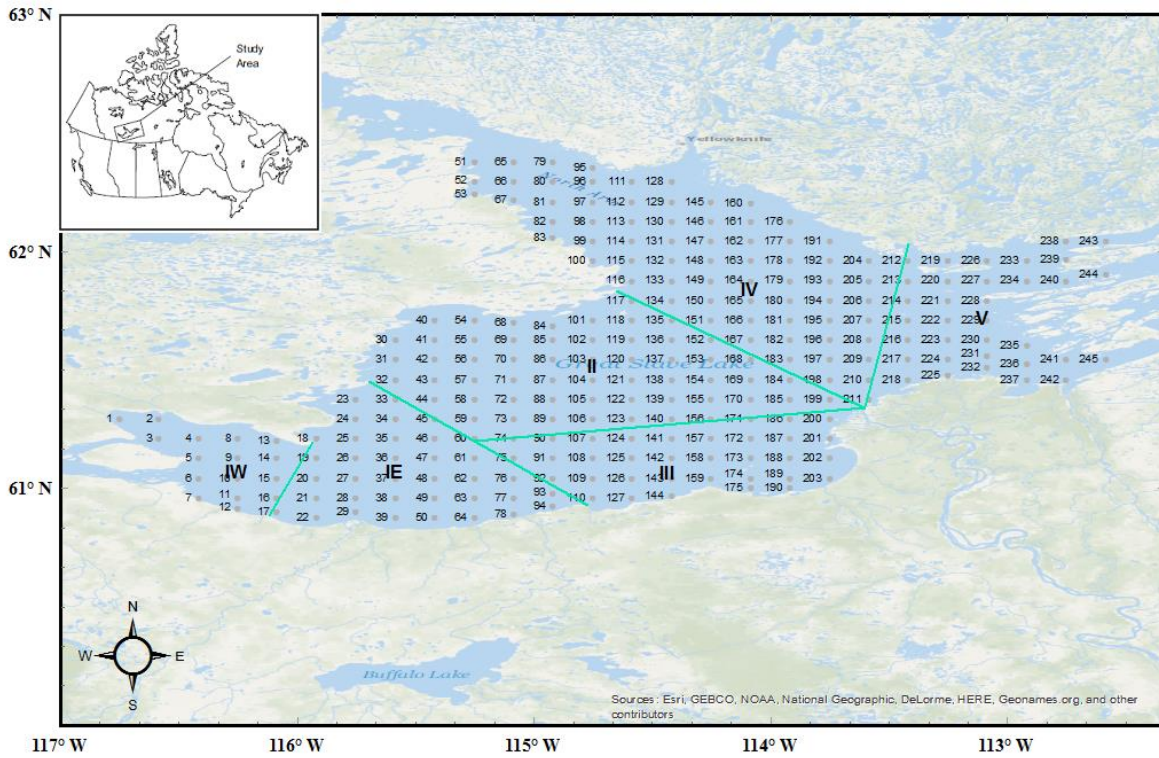 63° N
Study
Area
Yellowknife
51 65 79 95
52 66 80 96 111 128
53 67 81 97 112 129 145 160
82 98 113 130 146 161 176
83 99 114 131 147 162 177 191 238 243
62° N
100 115 132 148 163 178 192 204 212 219 226 233 239
116 133 149 164 179 193 205 213 220 227 234 240 244
IV
117 134 150 165 180 194 206 214 221 228
V
40 54 68 84 101 118 135 151 166 181 195 207 215 222 229
30 41 55 69 85 102 119 136 152 167 182 196 208 216 223 230 235
31 42 56 70 86 103 120 137 153 168 183 197 209 217 224 231 236 241 245
II
Great Slave Lake
32 43 57 71 87 104 121 138 154 169 184 198 210 218 225 232 237 242
23 33 44 58 72 88 105 122 139 155 170 185 199 211
1 2 24 34 45 59 73 89 106 123 140 156 171 186 200
3 4 8 13 18 25 35 46 60 74 90 107 124 141 157 172 187 201
5 9 14 19 26 36 47 61 75 91 108 125 142 158 173 188 202
IW IE III
6 10 15 20 27 37 48 62 76 92 109 126 143 159 174 189 203
61° N
7 11 16 21 28 38 49 63 77 93 110 127 144 175 190
12 17 22 29 39 50 64 78 94
N
W E
S
Buffalo Lake
Sources: Esri, GEBCO, NOAA, National Geographic, DeLorme, HERE, Geonames.org, and other
contributors
117° W 116° W 115° W 114° W 113° W